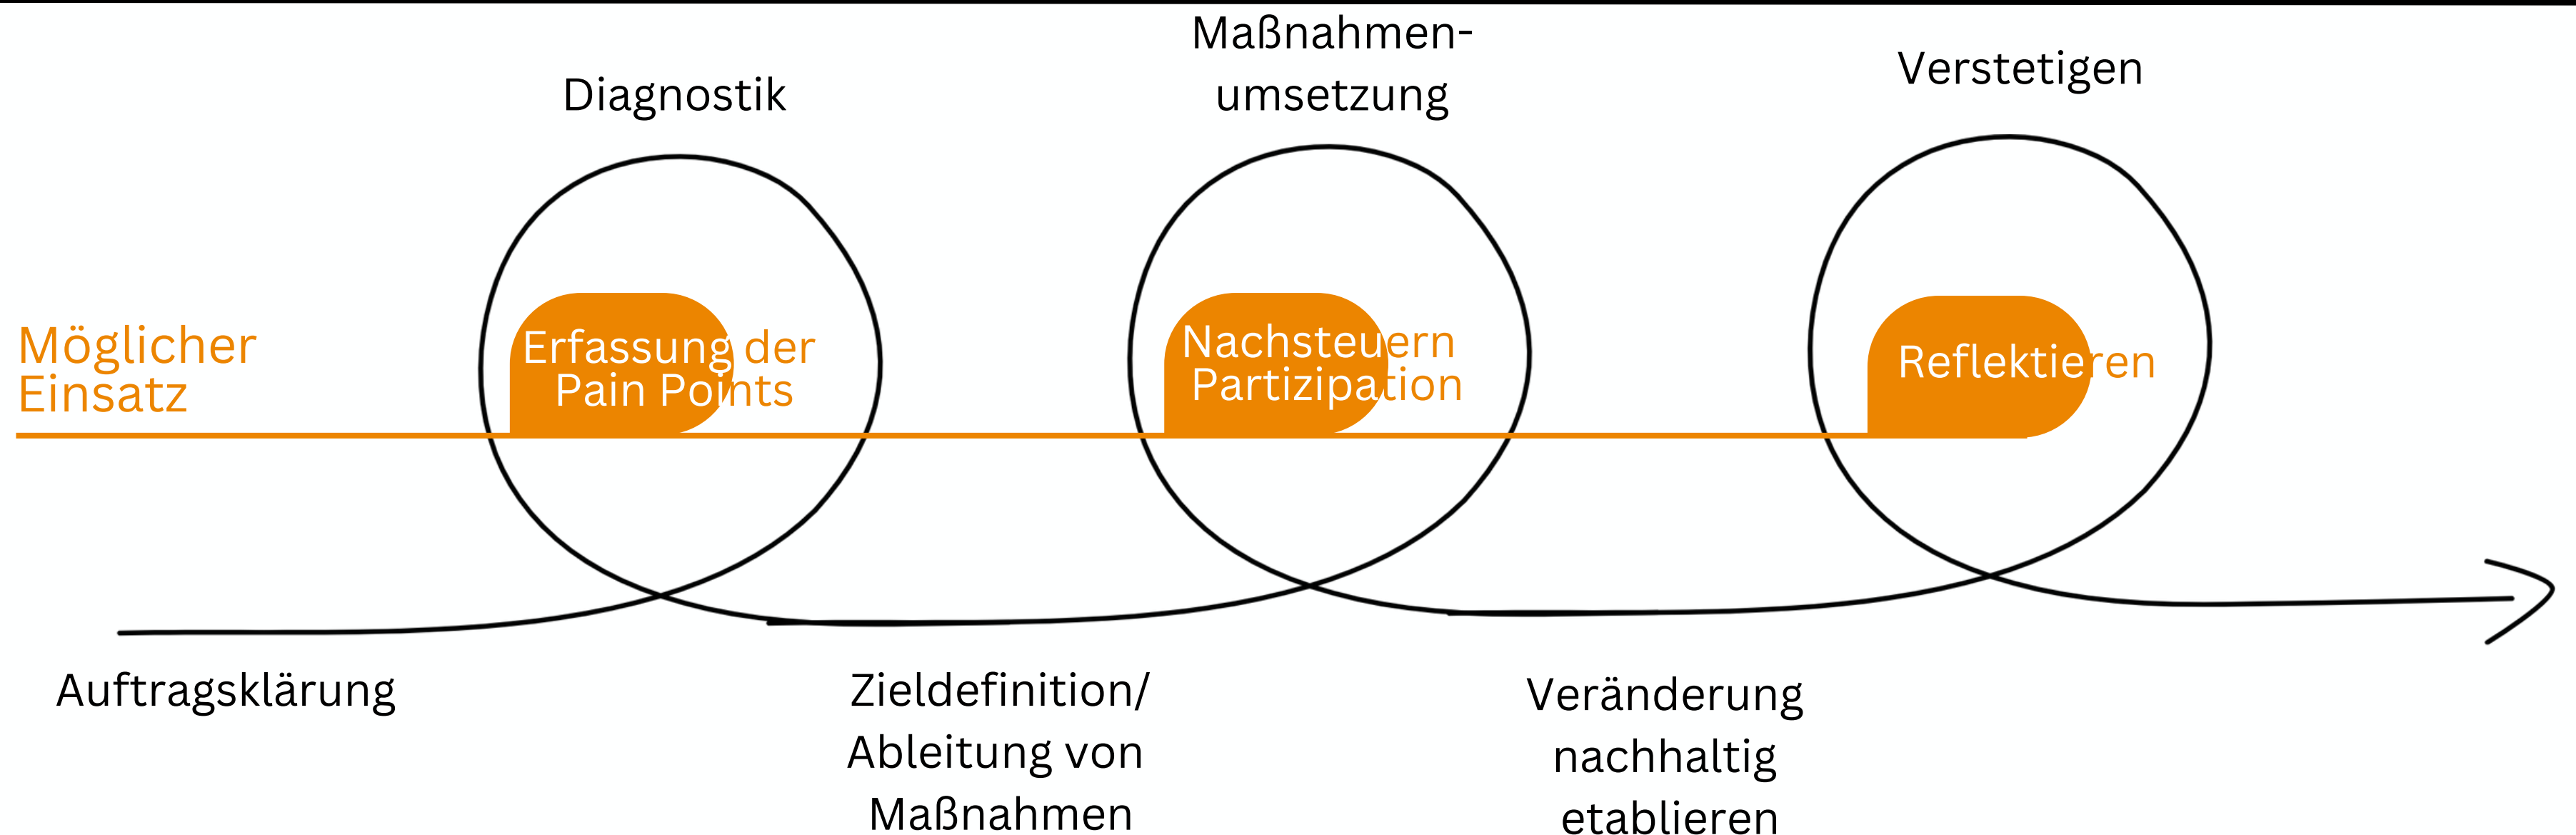 Maßnahmen-
umsetzung
Diagnostik
Verstetigen
Möglicher
Einsatz
Erfassung der
Pain Points
Nachsteuern
Partizipation
Reflektieren
Auftragsklärung
Zieldefinition/
Ableitung von
Maßnahmen
Veränderung
nachhaltig
etablieren